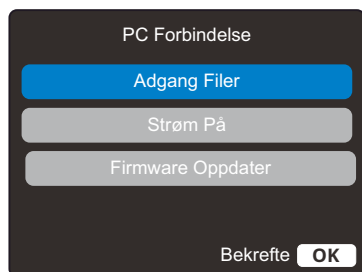 PC Forbindelse
Adgang Filer
Strøm På
Firmware Oppdater
Bekrefte OK